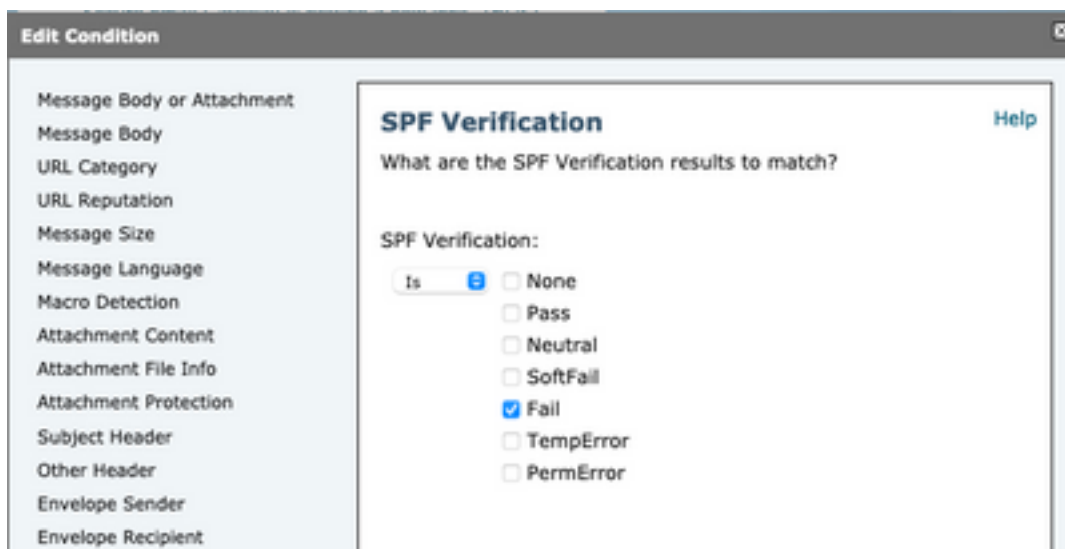 Edit Condition
Message Body or Attachment
Message Body
URL Category
URL Reputation
Message Size
Message Language
Macro Detection
Attachment Content
Attachment File Info
Attachment Protection
Subject Header
Other Header
Envelope Sender
Envelope Recipient
SPF Verification
Help
What are the SPF Verification results to match?
SPF Verification:
Is
None
Pass
Neutral
SoftFail
Fail
TempError
PermError